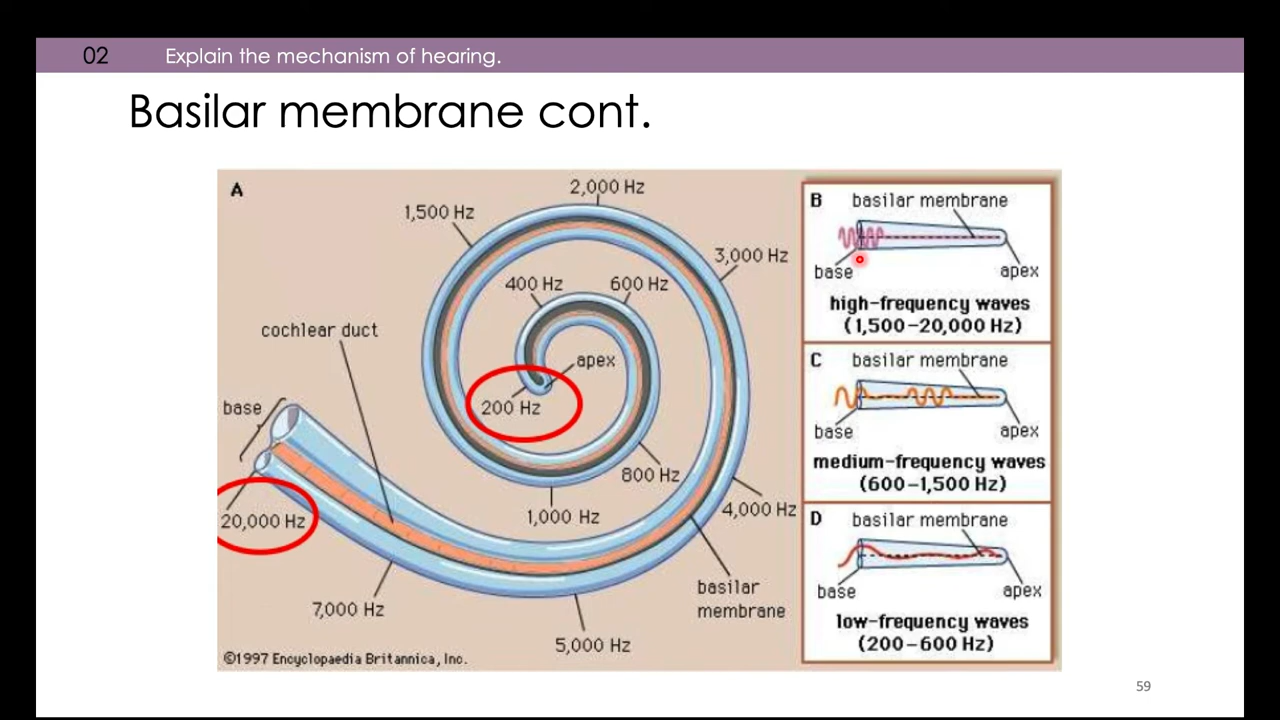 02 Explain the mechanism of hearing.
Basilar membrane cont.
A
2,000 Hz
1,500 Hz
3,000 Hz
400 Hz
600 Hz
cochlear duct
apex
200 Hz
base
800 Hz
20,000 Hz
1,000 Hz
4,000 Hz
basilar
membrane
7,000 Hz
5,000 Hz
©1997 Encyclopaedia Britannica, Inc.
B basilar membrane
base
apex
high-frequency waves
(1,500-20,000 Hz)
C basilar membrane
base
apex
medium-frequency waves
(600-1,500 Hz)
D basilar membrane
base
apex
low-frequency waves
(200-600 Hz)
59